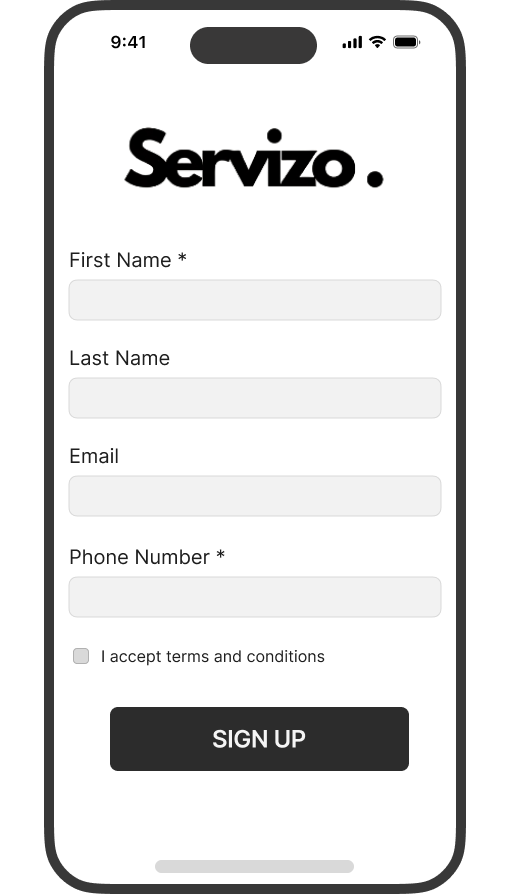 9:41
Servizo .
First Name *
Last Name
Email
Phone Number *
I accept terms and conditions
SIGN UP